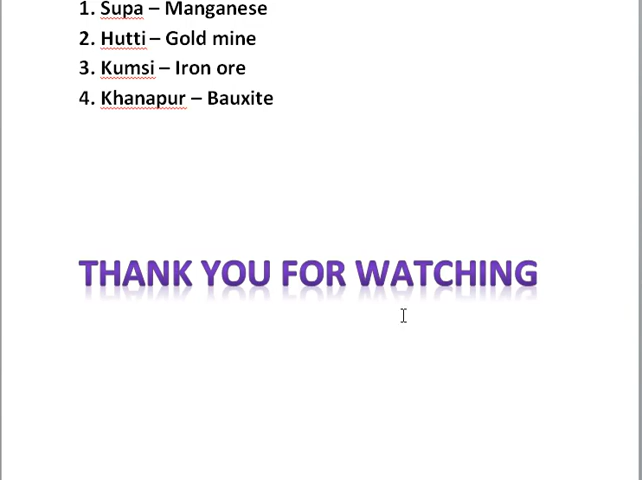 1. Supa – Manganese
2. Hutti – Gold mine
3. Kumsi – Iron ore
4. Khanapur – Bauxite
THANK YOU FOR WATCHING